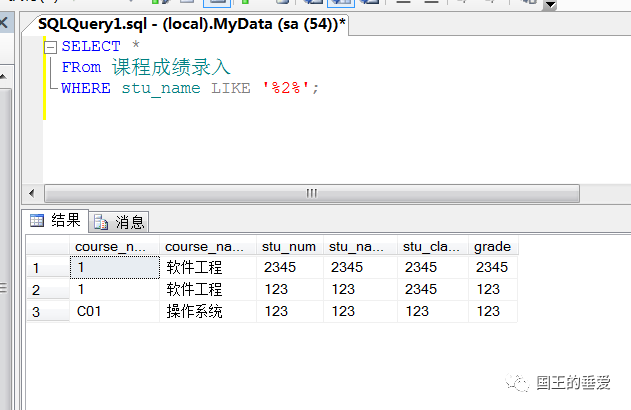 SQLQuery1.sql - (local).MyData (sa (54))*
SELECT *
FRom 课程成绩录入
WHERE stu_name LIKE '%2%';
结果 消息
course_n... course_na... stu_num stu_na... stu_cla... grade
1 1 软件工程 2345 2345 2345 2345
2 1 软件工程 123 123 2345 123
3 C01 操作系统 123 123 123 123
国王的垂爱